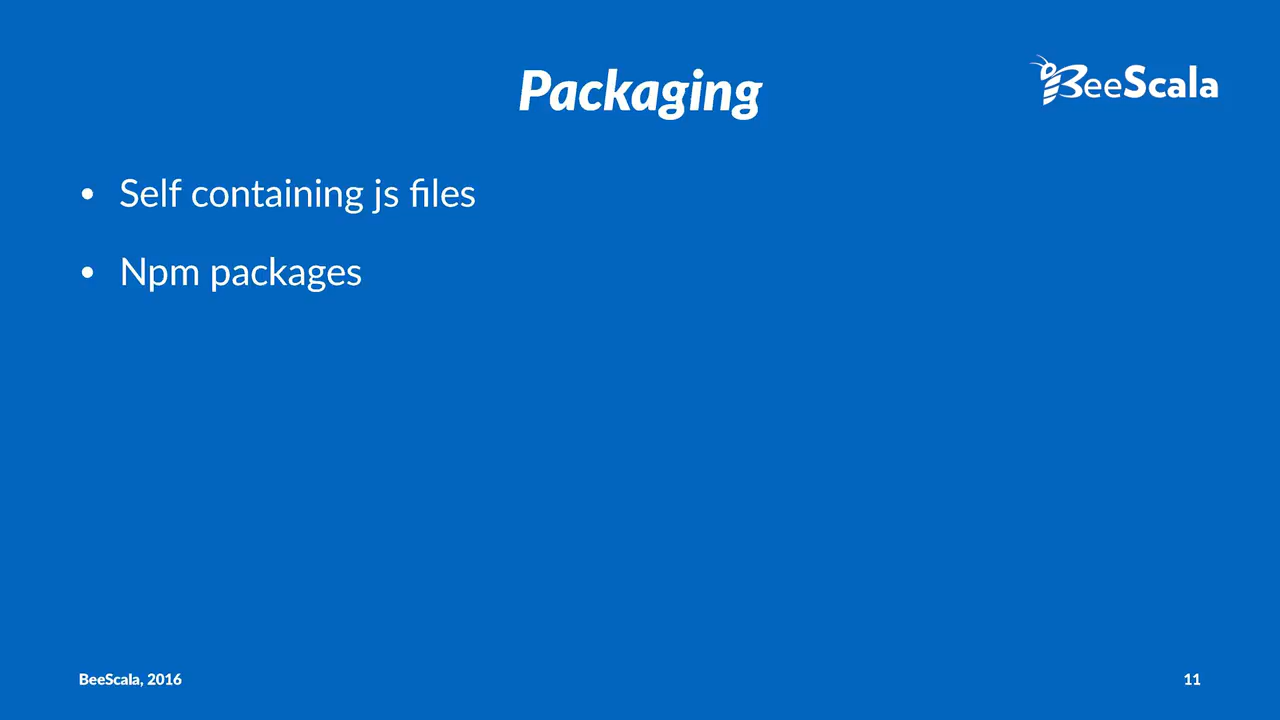 Packaging
BeeScala
• Self containing js files
• Npm packages
BeeScala, 2016
11